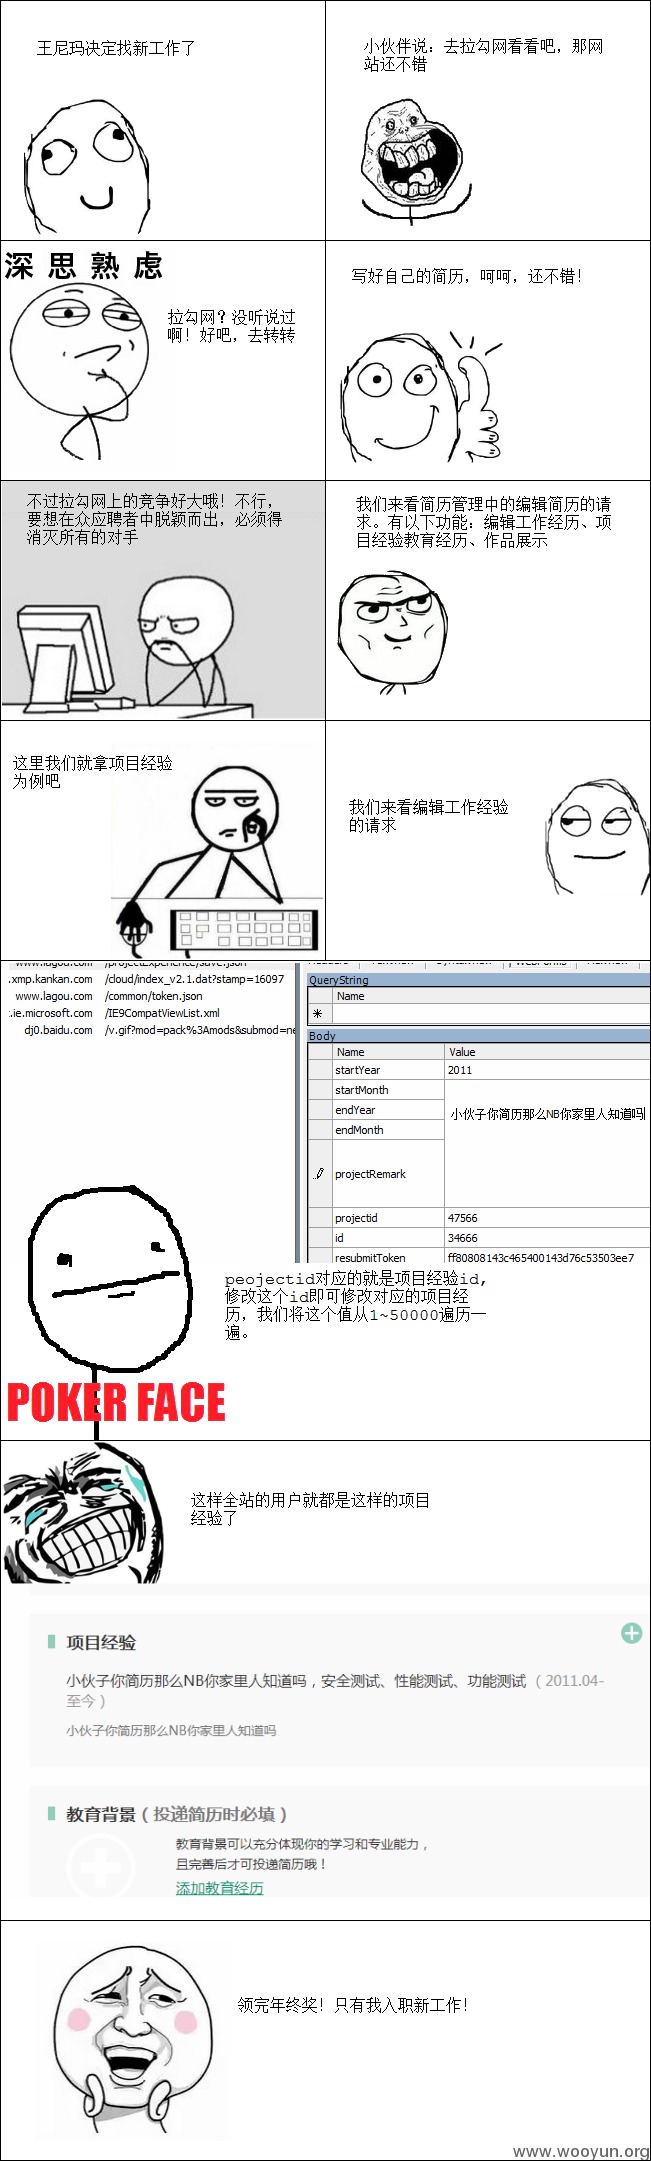 王尼玛决定找新工作了
小伙伴说：去拉勾网看看吧，那网
站还不错
深思熟虑
拉勾网？没听说过
啊！好吧，去转转
写好自己的简历，呵呵，还不错！
不过拉勾网上的竞争好大哦！不行，
要想在众应聘者中脱颖而出，必须得
消灭所有的对手
我们来看简历管理中的编辑简历的请
求。有以下功能：编辑工作经历、项
目经验教育经历、作品展示
这里我们就拿项目经验
为例吧
我们来看编辑工作经验
的请求
www.lagou.com /projectExperience/save.json
.xmp.kankan.com /cloud/index_v2.1.dat?stamp=16097
www.lagou.com /common/token.json
:.ie.microsoft.com /IE9CompatViewList.xml
dj0.baidu.com /v.gif?mod=pack%3Amods&submod=ne
QueryString
Name
Body
Name Value
startYear 2011
startMonth
endYear 小伙子你简历那么NB你家里人知道吗
endMonth
projectRemark
projectid 47566
id 34666
resubmitToken ff80808143c465400143d76c53503ee7
peojectid对应的就是项目经验id,
修改这个id即可修改对应的项目经
历，我们将这个值从1~50000遍历一
遍。
POKER FACE
这样全站的用户就都是这样的项目
经验了
项目经验
小伙子你简历那么NB你家里人知道吗，安全测试、性能测试、功能测试（2011.04-
至今）
小伙子你简历那么NB你家里人知道吗
教育背景（投递简历时必填）
教育背景可以充分体现你的学习和专业能力，
且完善后才可投递简历哦！
添加教育经历
领完年终奖！只有我入职新工作！
www.wooyun.org